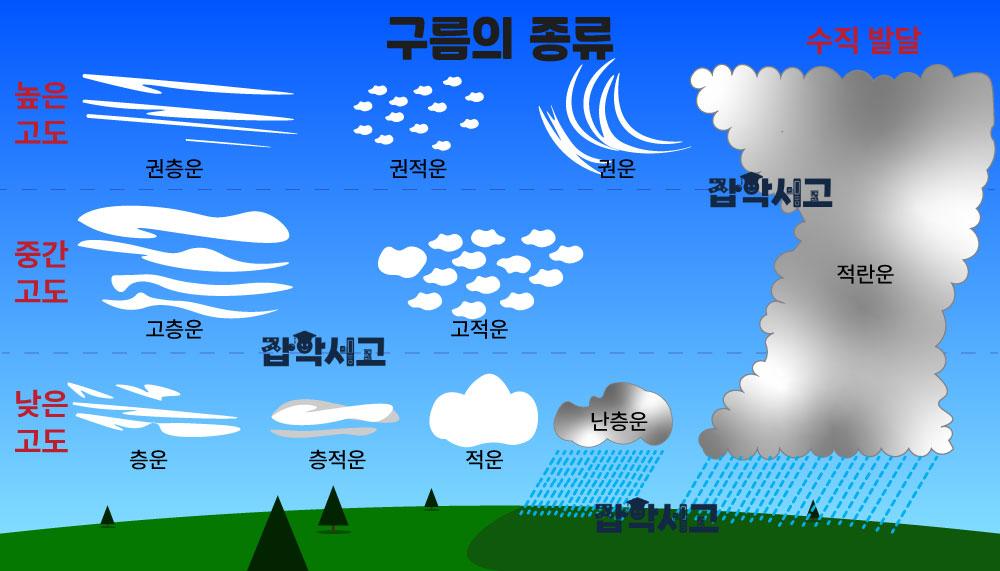 구름의 종류
수직 발달
높은
고도
권층운
권적운
권운
잡학서고
적란운
중간
고도
고층운
고적운
잡학서고
낮은
고도
층운
층적운
적운
난층운
잡학서고